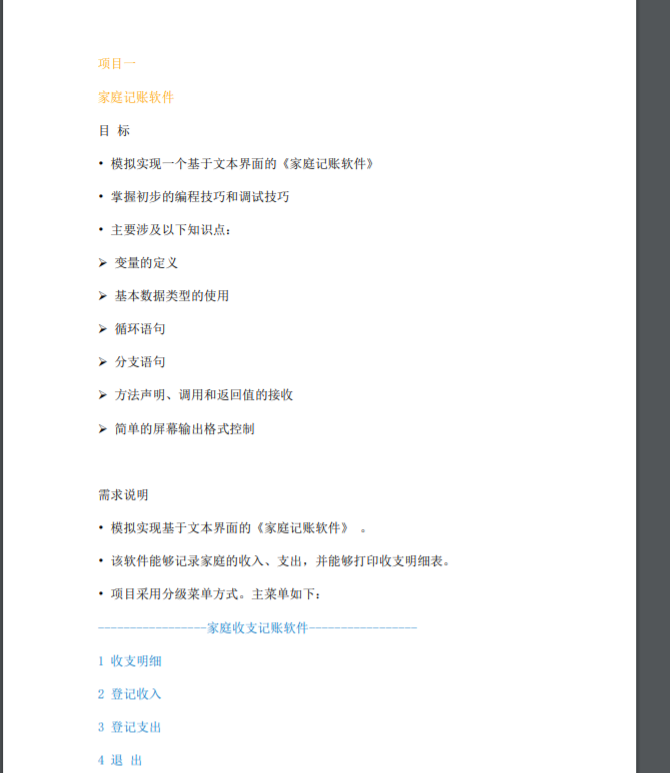 项目一
家庭记账软件
目 标
• 模拟实现一个基于文本界面的《家庭记账软件》
• 掌握初步的编程技巧和调试技巧
• 主要涉及以下知识点：
➢ 变量的定义
➢ 基本数据类型的使用
➢ 循环语句
➢ 分支语句
➢ 方法声明、调用和返回值的接收
➢ 简单的屏幕输出格式控制
需求说明
• 模拟实现基于文本界面的《家庭记账软件》 。
• 该软件能够记录家庭的收入、支出，并能够打印收支明细表。
• 项目采用分级菜单方式。主菜单如下：
-----------------家庭收支记账软件-----------------
1 收支明细
2 登记收入
3 登记支出
4 退 出